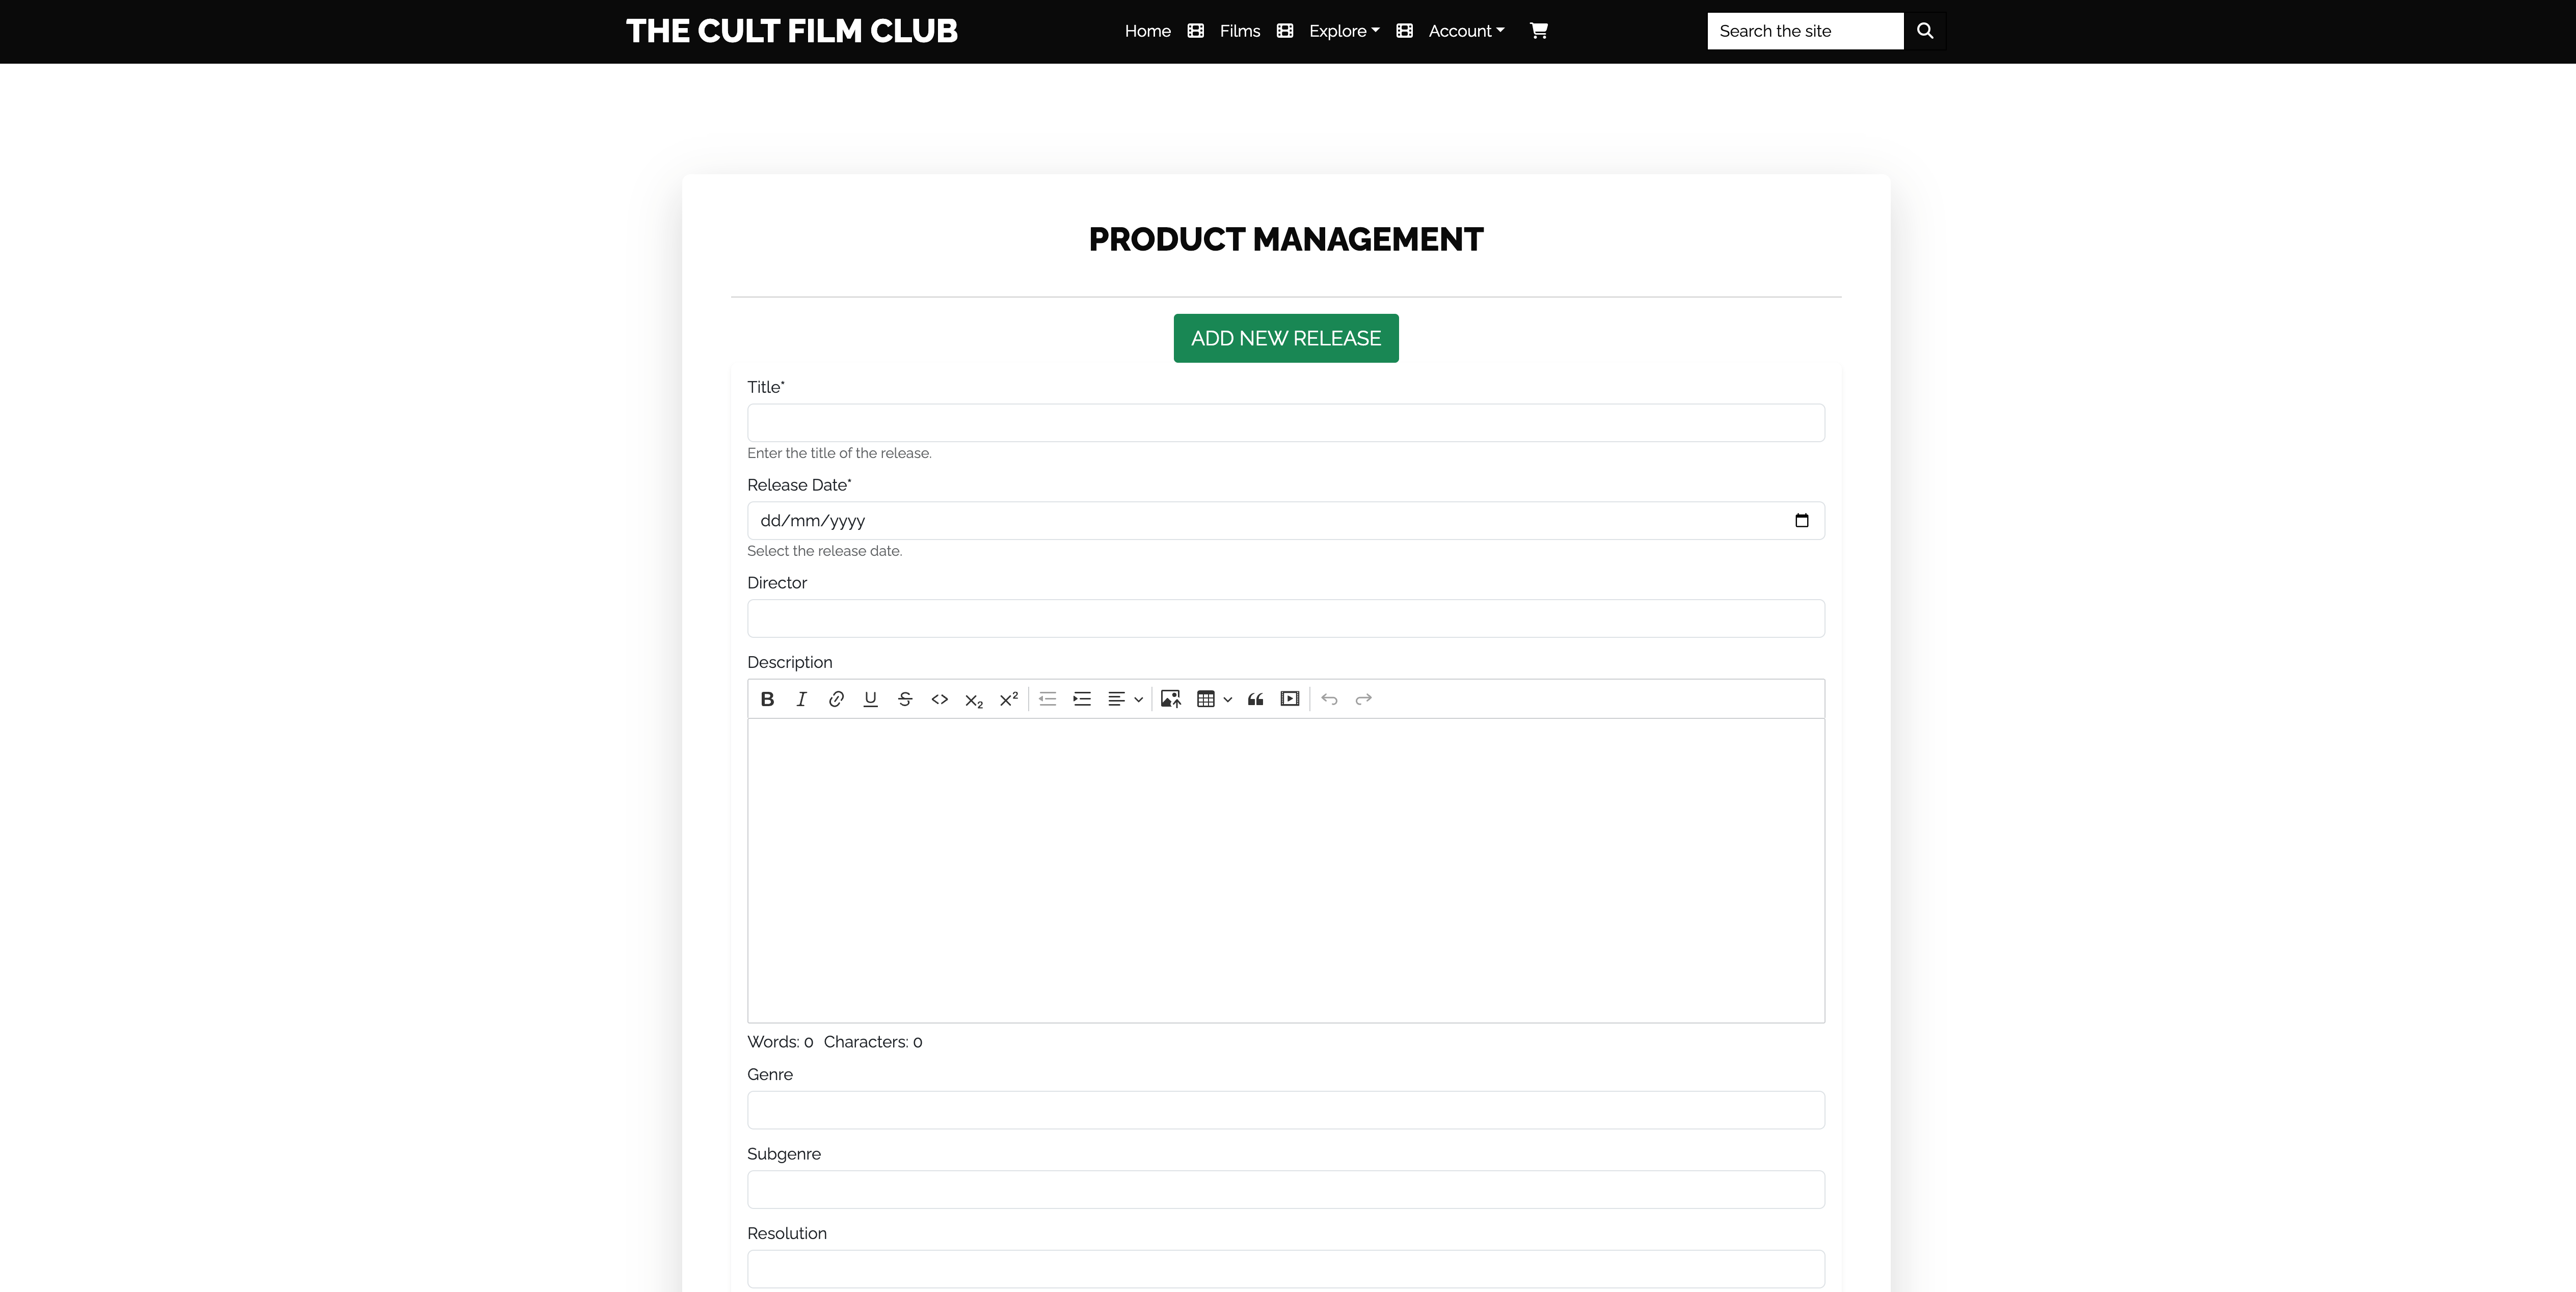 THE CULT FILM CLUB
Home Films Explore Account
Search the site
PRODUCT MANAGEMENT
ADD NEW RELEASE
Title*
Enter the title of the release.
Release Date*
dd/mm/yyyy
Select the release date.
Director
Description
Words: 0 Characters: 0
Genre
Subgenre
Resolution